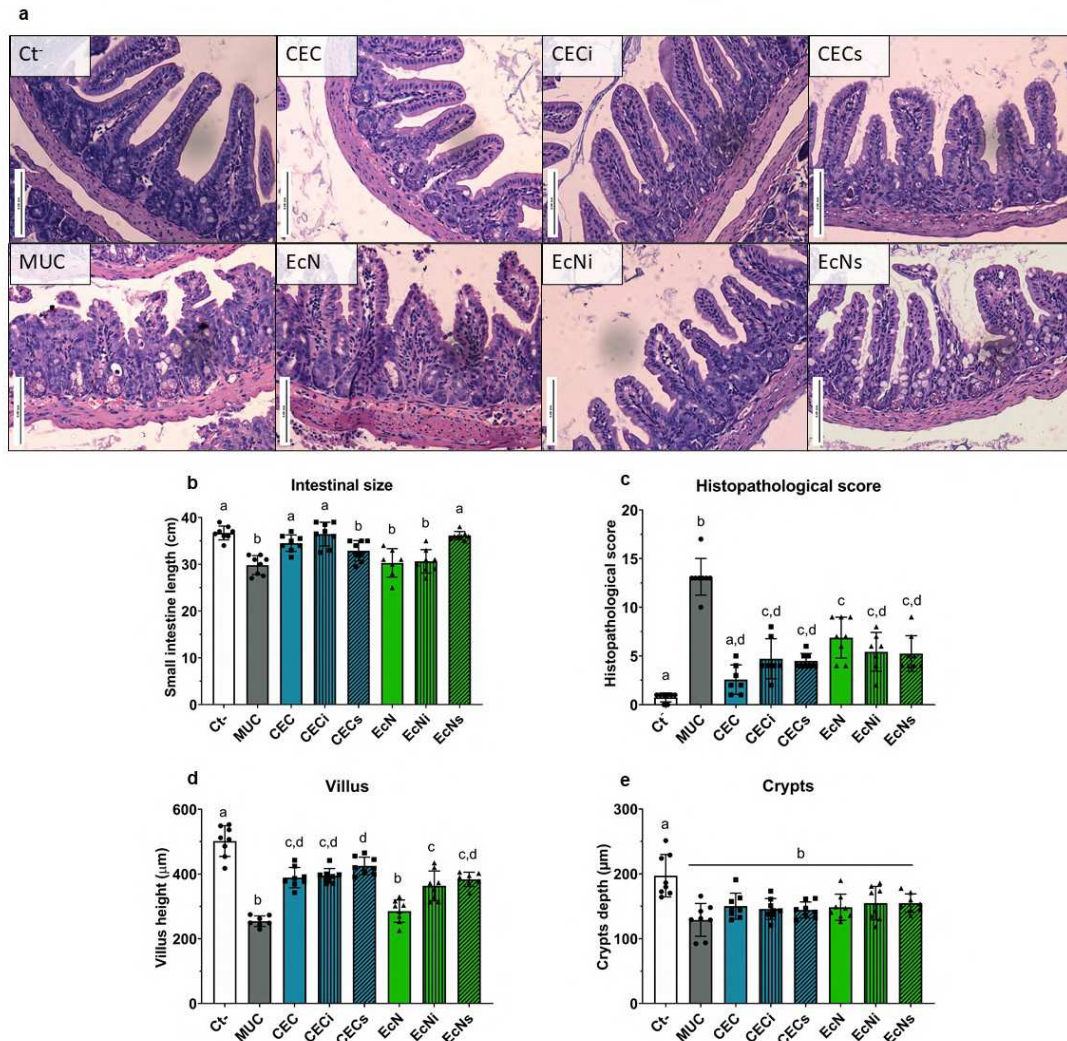 a
Ct-
CEC
CECi
CECs
MUC
EcN
EcNi
EcNs
b
Intestinal size
Small intestine length (cm)
40
30
20
10
0
a
b
a
a
b
b
b
a
Ct-
MUC
CEC
CECi
CECs
EcN
EcNi
EcNs
c
Histopathological score
Histopathological score
20
15
10
5
0
a
b
a,d
c,d
c,d
c
c,d
c,d
Ct-
MUC
CEC
CECi
CECs
EcN
EcNi
EcNs
d
Villus
Villus height (μm)
600
400
200
0
a
b
c,d
c,d
d
b
c
c,d
Ct-
MUC
CEC
CECi
CECs
EcN
EcNi
EcNs
e
Crypts
Crypts depth (μm)
300
200
100
0
a
b
Ct-
MUC
CEC
CECi
CECs
EcN
EcNi
EcNs